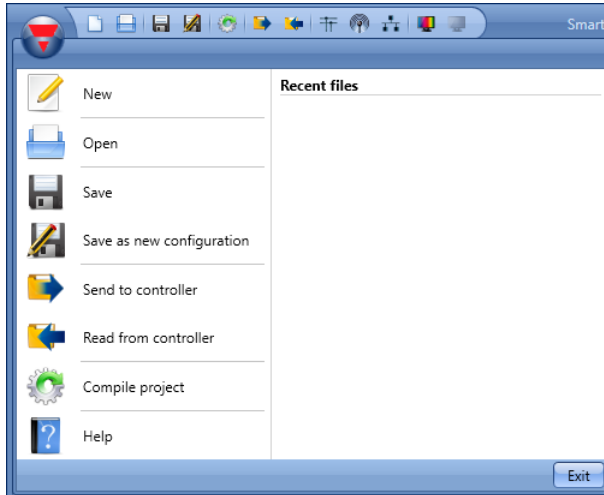 Smart
New
Recent files
Open
Save
Save as new configuration
Send to controller
Read from controller
Compile project
Help
Exit